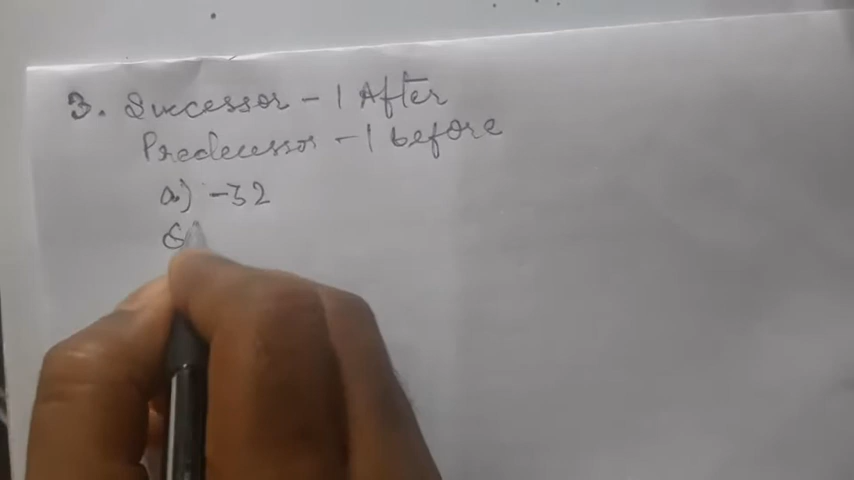 3. Successor - 1 After
Predecessor - 1 before
a) -32
S